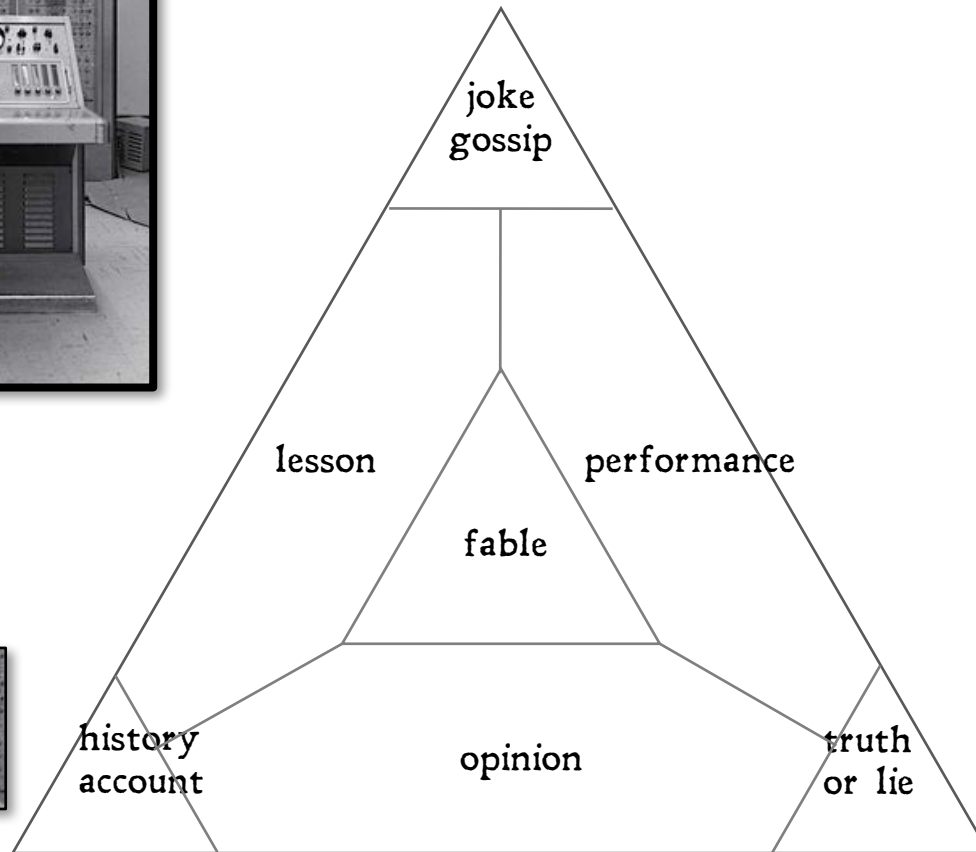 joke
gossip
lesson
performance
fable
history
account
opinion
truth
or lie